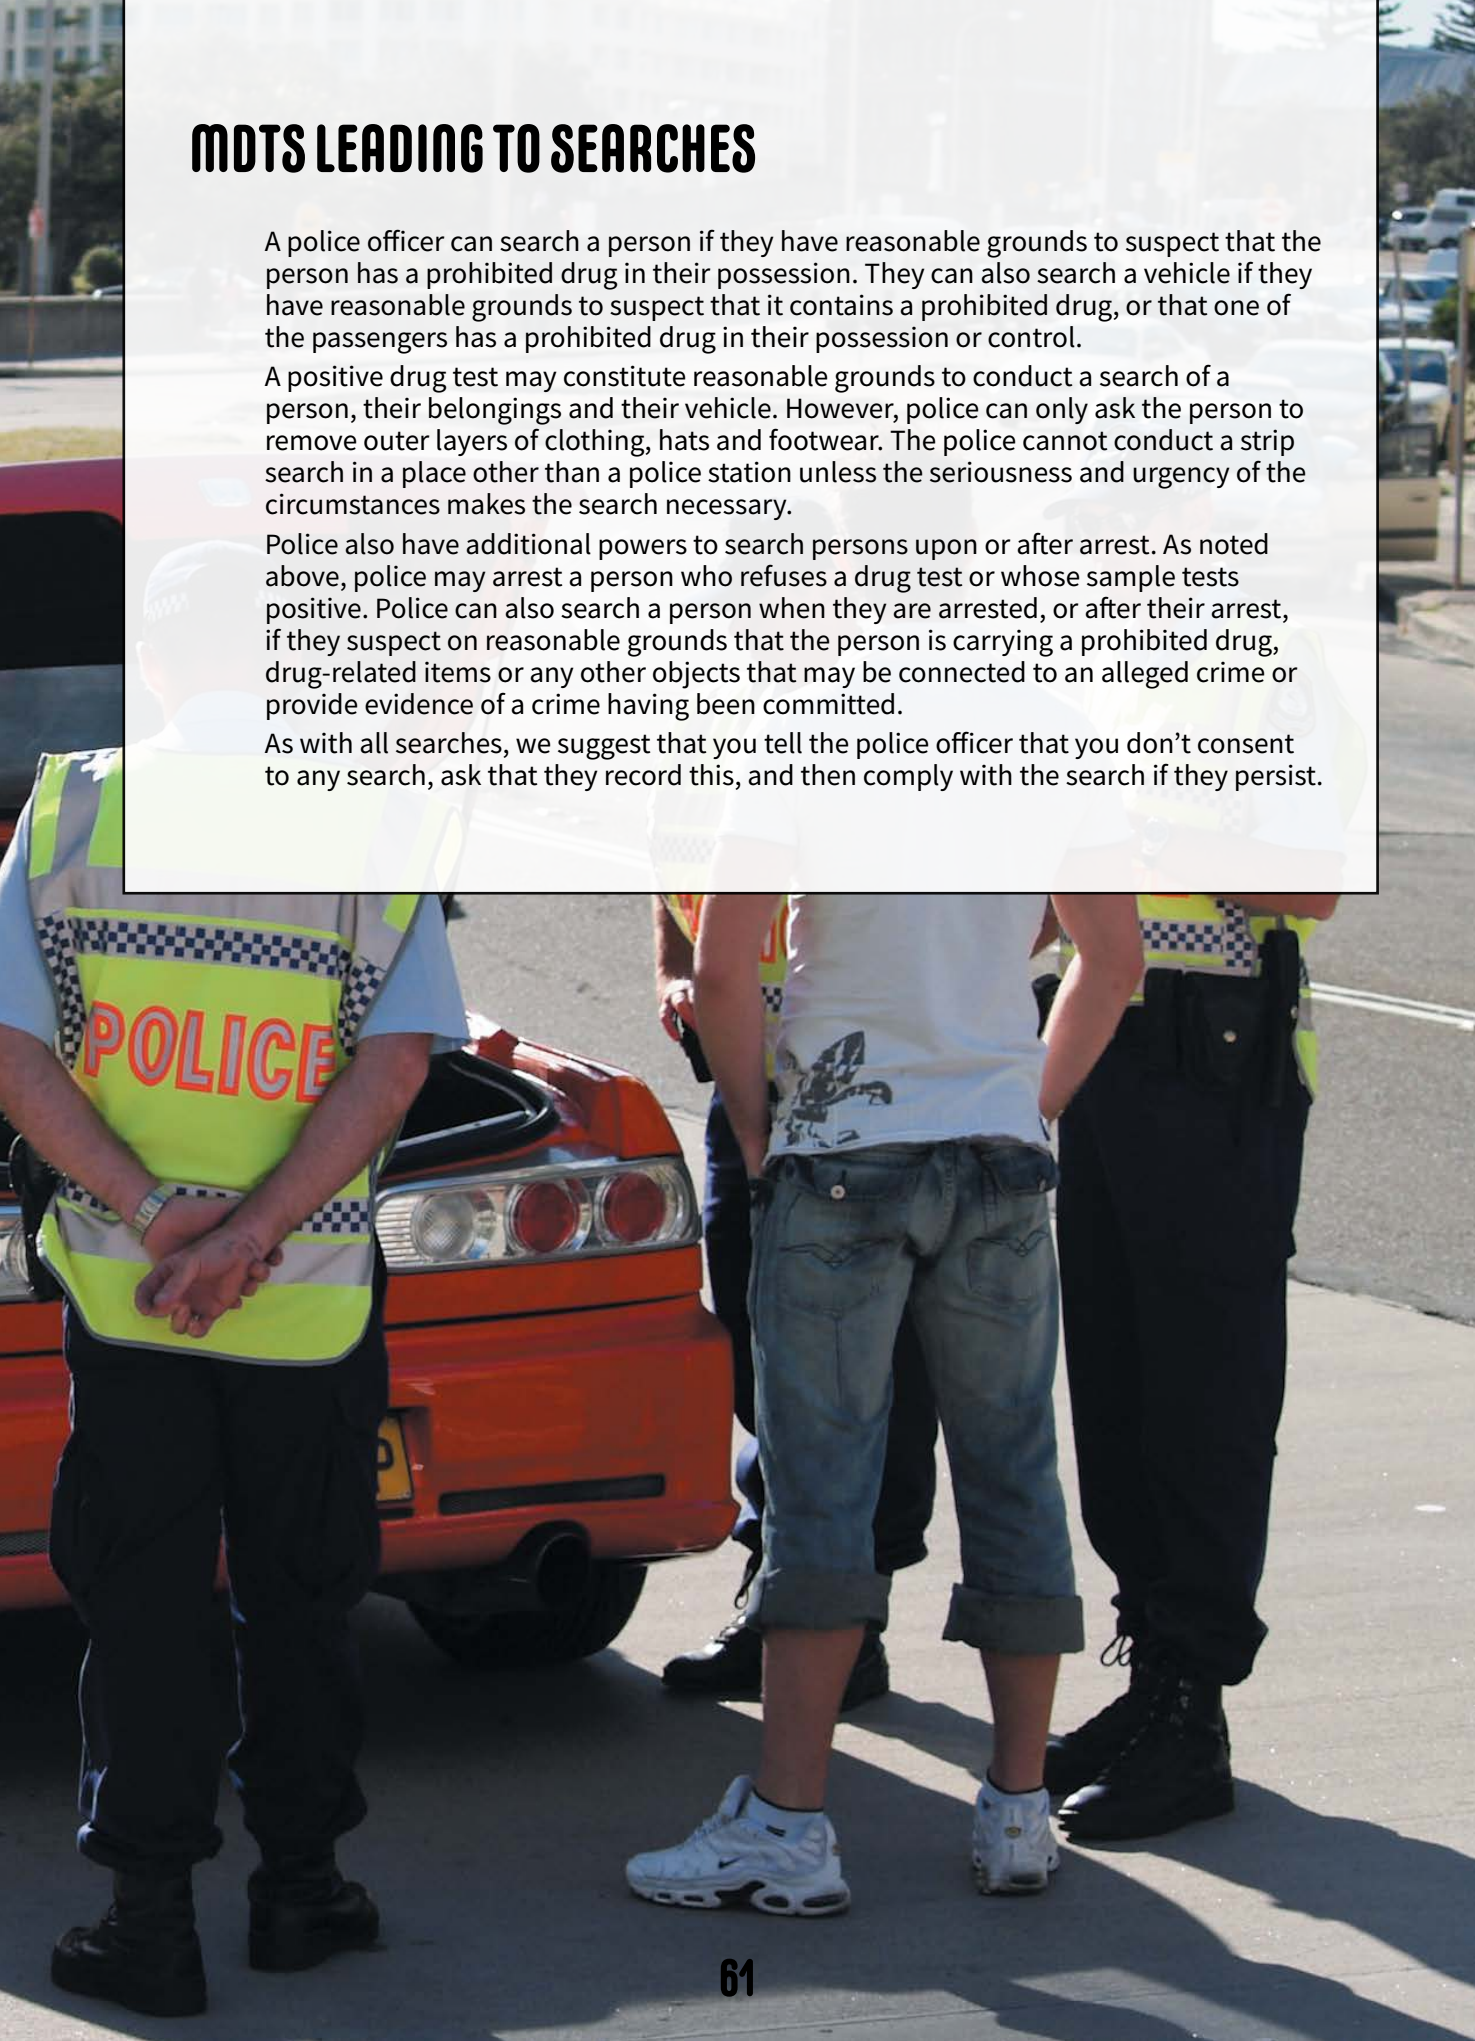 MDTS LEADING TO SEARCHES
A police officer can search a person if they have reasonable grounds to suspect that the
person has a prohibited drug in their possession. They can also search a vehicle if they
have reasonable grounds to suspect that it contains a prohibited drug, or that one of
the passengers has a prohibited drug in their possession or control.
A positive drug test may constitute reasonable grounds to conduct a search of a
person, their belongings and their vehicle. However, police can only ask the person to
remove outer layers of clothing, hats and footwear. The police cannot conduct a strip
search in a place other than a police station unless the seriousness and urgency of the
circumstances makes the search necessary.
Police also have additional powers to search persons upon or after arrest. As noted
above, police may arrest a person who refuses a drug test or whose sample tests
positive. Police can also search a person when they are arrested, or after their arrest,
if they suspect on reasonable grounds that the person is carrying a prohibited drug,
drug-related items or any other objects that may be connected to an alleged crime or
provide evidence of a crime having been committed.
As with all searches, we suggest that you tell the police officer that you don’t consent
to any search, ask that they record this, and then comply with the search if they persist.
POLICE
61